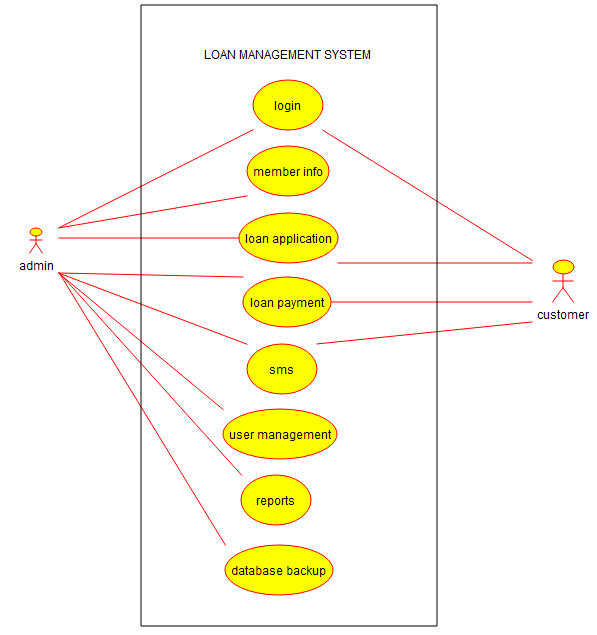 LOAN MANAGEMENT SYSTEM
login
member info
loan application
admin
loan payment
customer
sms
user management
reports
database backup